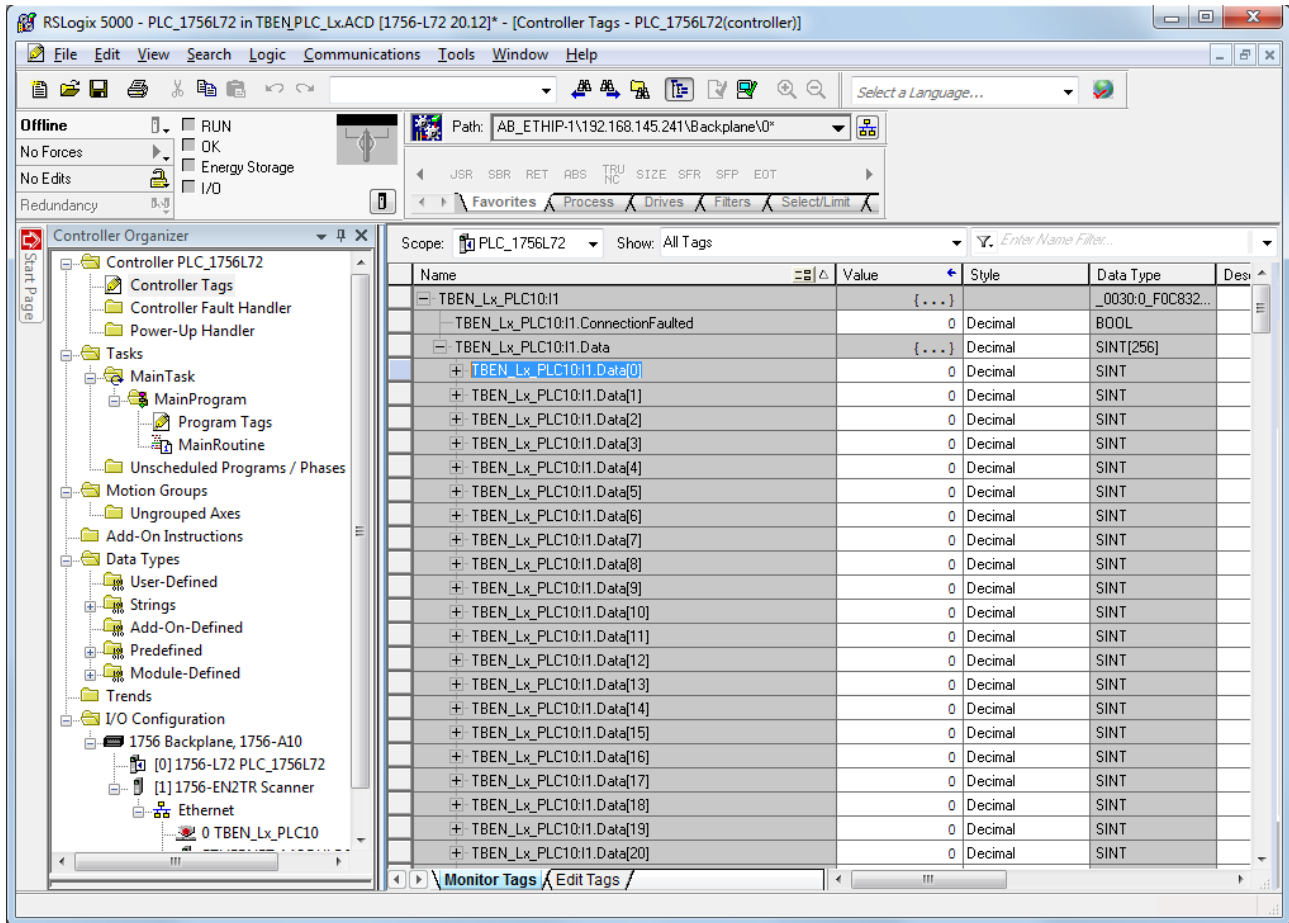 RSLogix 5000 - PLC_1756L72 in TBEN_PLC_Lx.ACD [1756-L72 20.12]* - [Controller Tags - PLC_1756L72(controller)]
File Edit View Search Logic Communications Tools Window Help
Select a Language...
Offline RUN
No Forces OK
No Edits Energy Storage
Redundancy I/O
Path: AB_ETHIP-1\192.168.145.241\Backplane\0*
JSR SBR RET ABS TRUNC SIZE SFR SFP EOT
Favorites Process Drives Filters Select/Limit
Start Page
Controller Organizer
Controller PLC_1756L72
Controller Tags
Controller Fault Handler
Power-Up Handler
Tasks
MainTask
MainProgram
Program Tags
MainRoutine
Unscheduled Programs / Phases
Motion Groups
Ungrouped Axes
Add-On Instructions
Data Types
User-Defined
Strings
Add-On-Defined
Predefined
Module-Defined
Trends
I/O Configuration
1756 Backplane, 1756-A10
[0] 1756-L72 PLC_1756L72
[1] 1756-EN2TR Scanner
Ethernet
0 TBEN_Lx_PLC10
Scope: PLC_1756L72 Show: All Tags Enter Name Filter...
Name Value Style Data Type Des
TBEN_Lx_PLC10:I1 {...} _0030:0_F0C832...
TBEN_Lx_PLC10:I1.ConnectionFaulted 0 Decimal BOOL
TBEN_Lx_PLC10:I1.Data {...} Decimal SINT[256]
TBEN_Lx_PLC10:I1.Data[0] 0 Decimal SINT
TBEN_Lx_PLC10:I1.Data[1] 0 Decimal SINT
TBEN_Lx_PLC10:I1.Data[2] 0 Decimal SINT
TBEN_Lx_PLC10:I1.Data[3] 0 Decimal SINT
TBEN_Lx_PLC10:I1.Data[4] 0 Decimal SINT
TBEN_Lx_PLC10:I1.Data[5] 0 Decimal SINT
TBEN_Lx_PLC10:I1.Data[6] 0 Decimal SINT
TBEN_Lx_PLC10:I1.Data[7] 0 Decimal SINT
TBEN_Lx_PLC10:I1.Data[8] 0 Decimal SINT
TBEN_Lx_PLC10:I1.Data[9] 0 Decimal SINT
TBEN_Lx_PLC10:I1.Data[10] 0 Decimal SINT
TBEN_Lx_PLC10:I1.Data[11] 0 Decimal SINT
TBEN_Lx_PLC10:I1.Data[12] 0 Decimal SINT
TBEN_Lx_PLC10:I1.Data[13] 0 Decimal SINT
TBEN_Lx_PLC10:I1.Data[14] 0 Decimal SINT
TBEN_Lx_PLC10:I1.Data[15] 0 Decimal SINT
TBEN_Lx_PLC10:I1.Data[16] 0 Decimal SINT
TBEN_Lx_PLC10:I1.Data[17] 0 Decimal SINT
TBEN_Lx_PLC10:I1.Data[18] 0 Decimal SINT
TBEN_Lx_PLC10:I1.Data[19] 0 Decimal SINT
TBEN_Lx_PLC10:I1.Data[20] 0 Decimal SINT
Monitor Tags Edit Tags